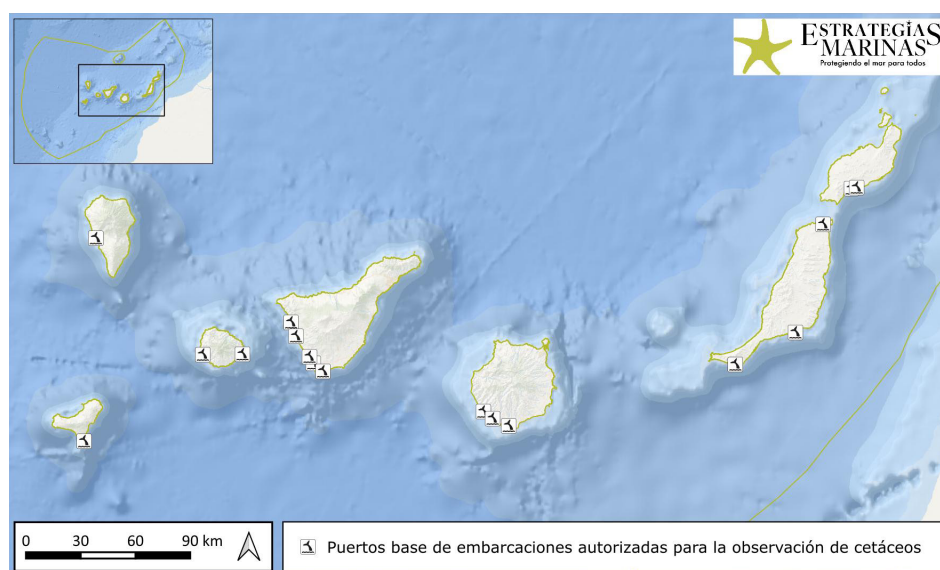 ESTRATEGIAS
MARINAS
Protegiendo el mar para todos
0 30 60 90 km
Puertos base de embarcaciones autorizadas para la observación de cetáceos